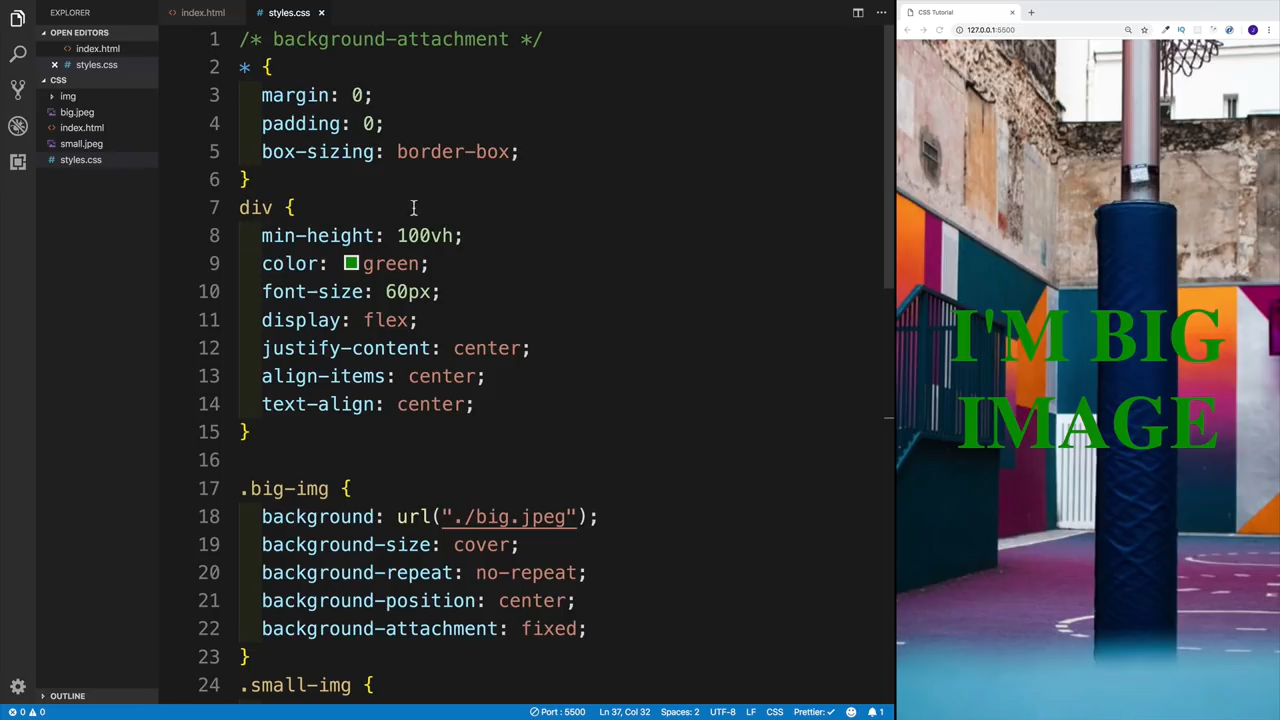 EXPLORER
OPEN EDITORS
index.html
styles.css
CSS
img
big.jpeg
index.html
small.jpeg
styles.css
OUTLINE
index.html
styles.css
1 /* background-attachment */
2 * {
3 margin: 0;
4 padding: 0;
5 box-sizing: border-box;
6 }
7 div {
8 min-height: 100vh;
9 color: green;
10 font-size: 60px;
11 display: flex;
12 justify-content: center;
13 align-items: center;
14 text-align: center;
15 }
16
17 .big-img {
18 background: url("./big.jpeg");
19 background-size: cover;
20 background-repeat: no-repeat;
21 background-position: center;
22 background-attachment: fixed;
23 }
24 .small-img {
0 0
Port : 5500
Ln 37, Col 32
Spaces: 2
UTF-8
LF
CSS
Prettier: ✓
1
CSS Tutorial
127.0.0.1:5500
IQ
J
I'M BIG
IMAGE